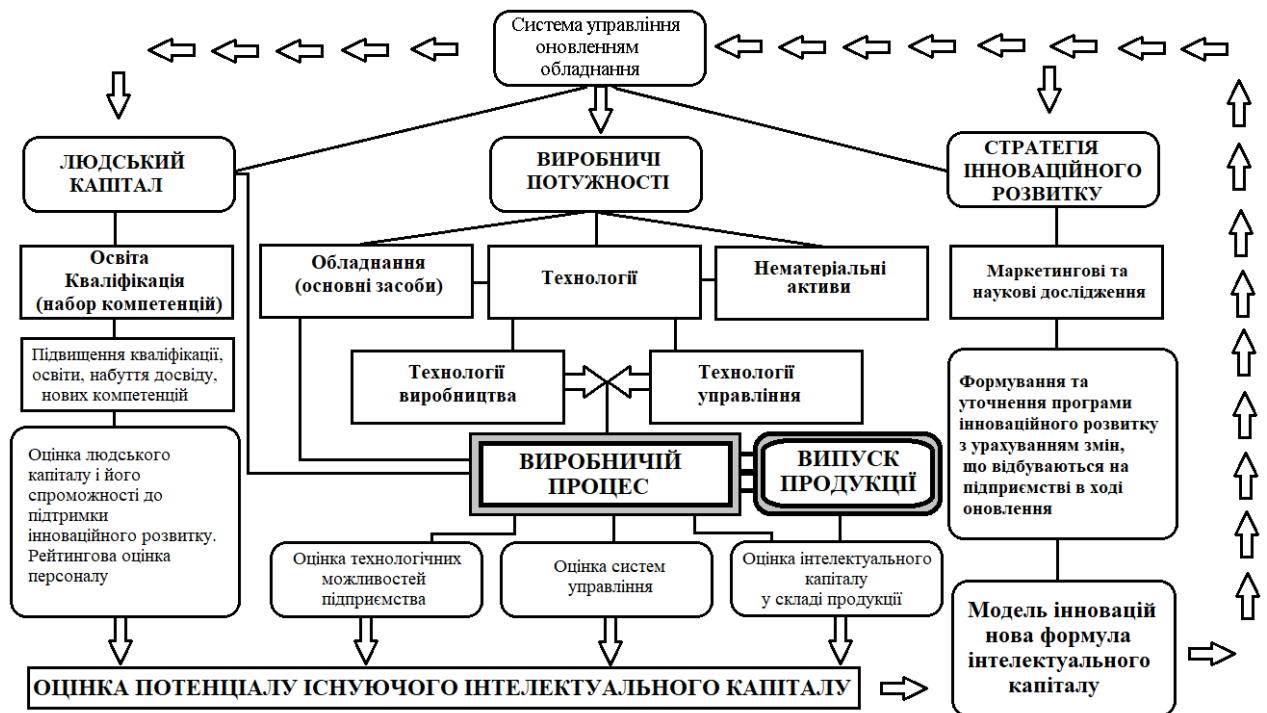 Система управління
оновленням
обладнання
ЛЮДСЬКИЙ
КАПІТАЛ
ВИРОБНИЧІ
ПОТУЖНОСТІ
СТРАТЕГІЯ
ІННОВАЦІЙНОГО
РОЗВИТКУ
Освіта
Кваліфікація
(набор компетенцій)
Обладнання
(основні засоби)
Технології
Нематеріальні
активи
Маркетингові та
наукові дослідження
Підвищення кваліфікації,
освіти, набуття досвіду,
нових компетенцій
Технології
виробництва
Технології
управління
Формування та
уточнення програми
інноваційного розвитку
з урахуванням змін,
що відбуваються на
підприємстві в ході
оновлення
Оцінка людського
капіталу і його
спроможності до
підтримки
інноваційного розвитку.
Рейтингова оцінка
персоналу
ВИРОБНИЧІЙ
ПРОЦЕС
ВИПУСК
ПРОДУКЦІЇ
Оцінка технологічних
можливостей
підприємства
Оцінка систем
управління
Оцінка інтелектуального
капіталу
у складі продукції
Модель інновацій
нова формула
інтелектуального
капіталу
ОЦІНКА ПОТЕНЦІАЛУ ІСНУЮЧОГО ІНТЕЛЕКТУАЛЬНОГО КАПІТАЛУ